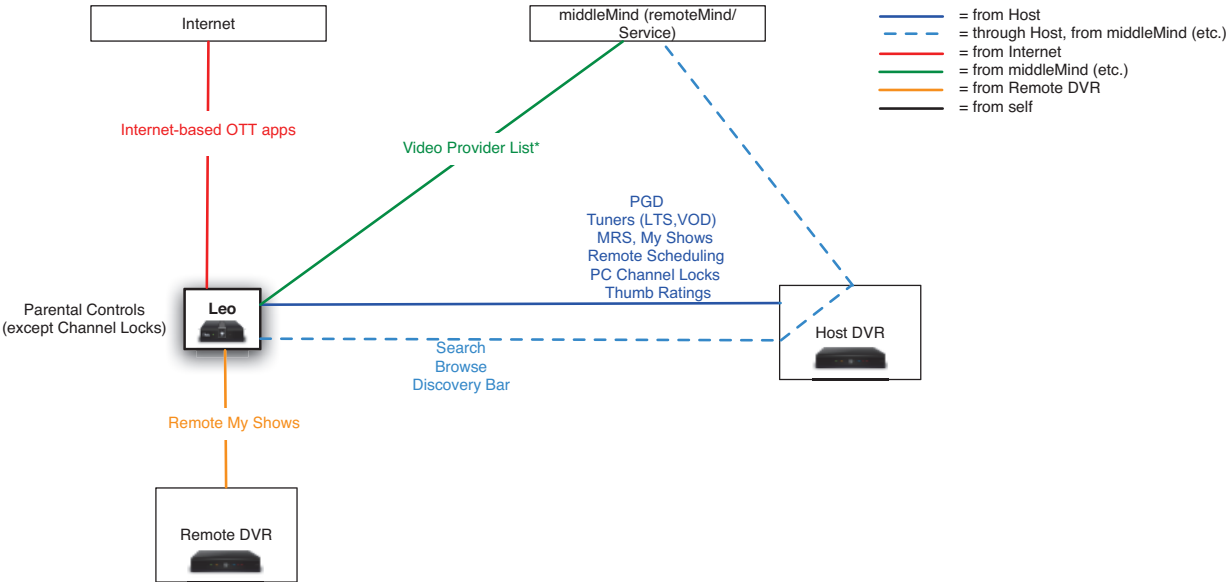 Internet
middleMind (remoteMind/
Service)
= from Host
= through Host, from middleMind (etc.)
= from Internet
= from middleMind (etc.)
= from Remote DVR
= from self
Internet-based OTT apps
Video Provider List*
PGD
Tuners (LTS,VOD)
MRS, My Shows
Remote Scheduling
PC Channel Locks
Thumb Ratings
Parental Controls
(except Channel Locks)
Leo
Host DVR
Search
Browse
Discovery Bar
Remote My Shows
Remote DVR